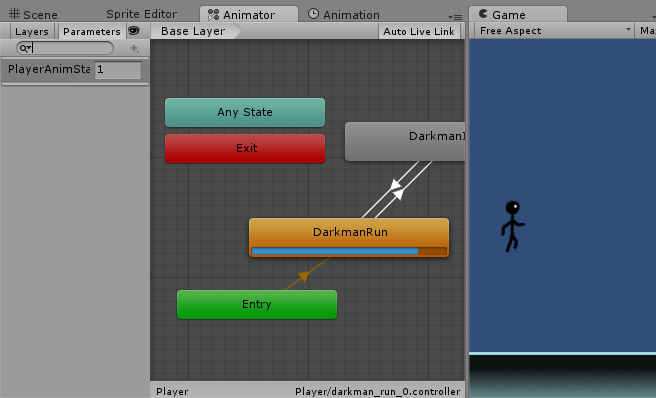 Scene
Sprite Editor
Animator
Animation
Game
Layers
Parameters
Base Layer
Auto Live Link
Free Aspect
Ma
PlayerAnimSta
1
Any State
Exit
DarkmanI
DarkmanRun
Entry
Player
Player/darkman_run_0.controller